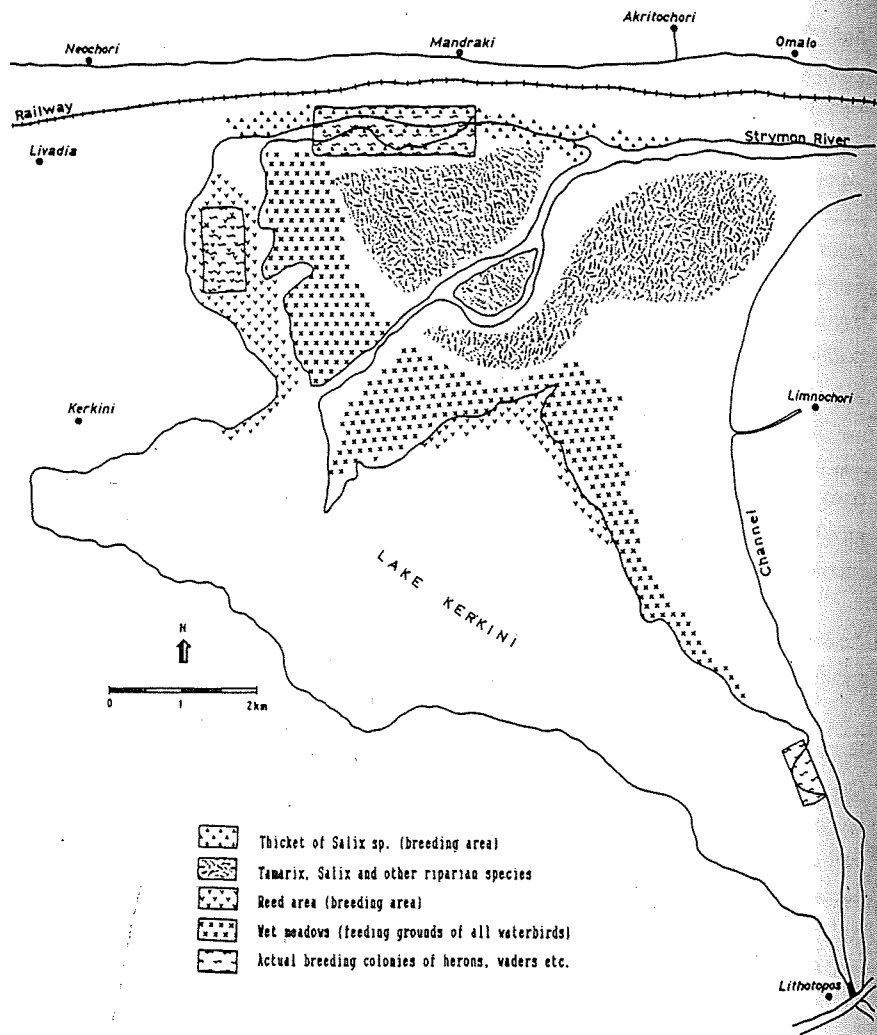 Akritochori
Neochori
Mandraki
Omalo
Railway
Strymon River
Livadia
Kerkini
Limnochori
Channel
LAKE KERKINI
N
0 1 2km
Thicket of Salix sp. (breeding area)
Tamarix, Salix and other riparian species
Reed area (breeding area)
Wet meadows (feeding grounds of all waterbirds)
Actual breeding colonies of herons, waders etc.
Lithotopos